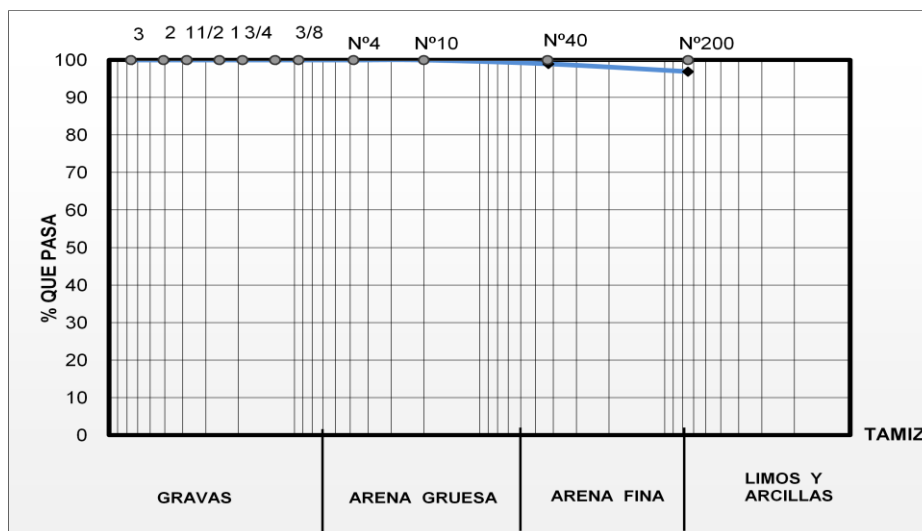 3 2 11/2 1 3/4 3/8 Nº4 Nº10 Nº40 Nº200
100
90
80
70
60
50
40
30
20
10
0
% QUE PASA
TAMIZ
GRAVAS
ARENA GRUESA
ARENA FINA
LIMOS Y
ARCILLAS